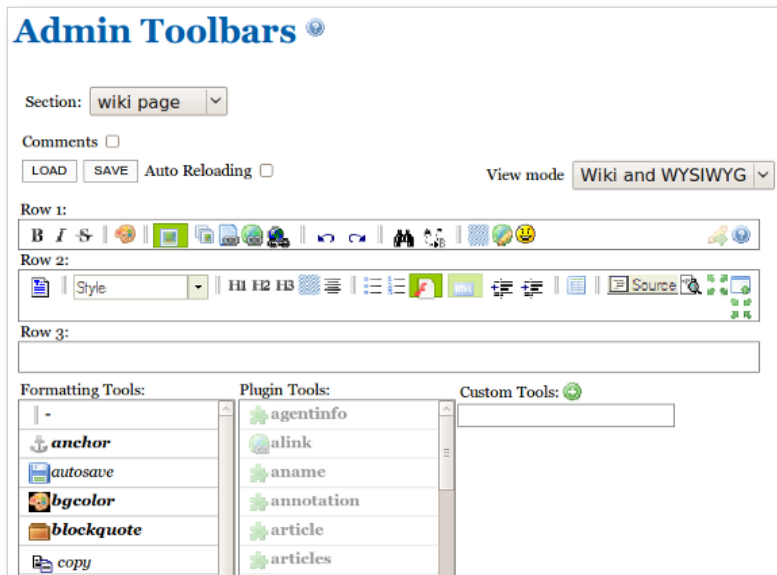 Admin Toolbars
Section: wiki page
Comments
LOAD SAVE Auto Reloading
View mode Wiki and WYSIWYG
Row 1:
B I S
Row 2:
Style H1 H2 H3 Source
Row 3:
Formatting Tools: Plugin Tools: Custom Tools:
- agentinfo
anchor alink
autosave aname
bgcolor annotation
blockquote article
copy articles